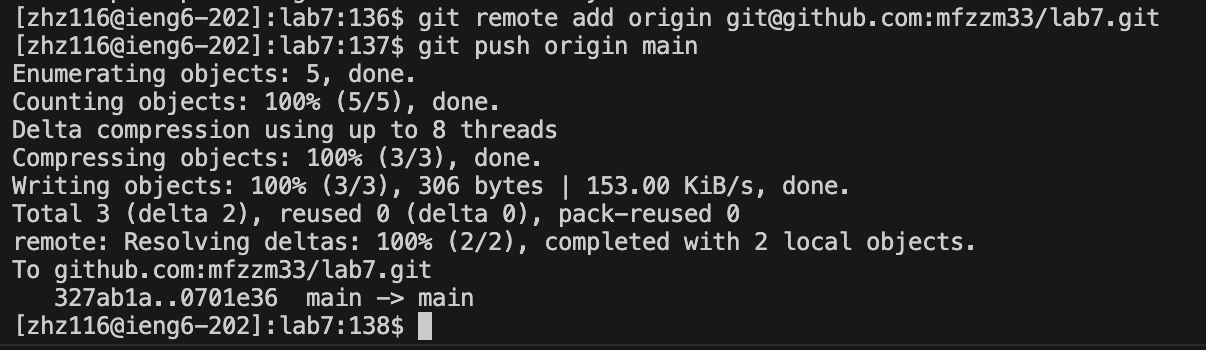 [zhz116@ieng6-202]:lab7:136$ git remote add origin git@github.com:mfzzm33/lab7.git
[zhz116@ieng6-202]:lab7:137$ git push origin main
Enumerating objects: 5, done.
Counting objects: 100% (5/5), done.
Delta compression using up to 8 threads
Compressing objects: 100% (3/3), done.
Writing objects: 100% (3/3), 306 bytes | 153.00 KiB/s, done.
Total 3 (delta 2), reused 0 (delta 0), pack-reused 0
remote: Resolving deltas: 100% (2/2), completed with 2 local objects.
To github.com:mfzzm33/lab7.git
   327ab1a..0701e36  main -> main
[zhz116@ieng6-202]:lab7:138$